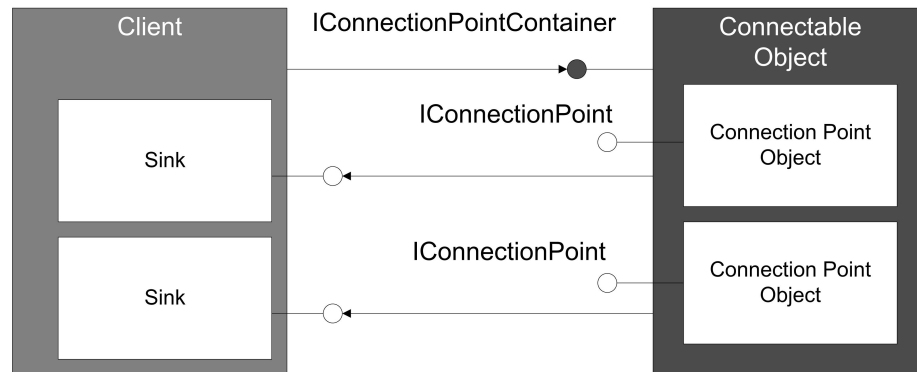 Client
IConnectionPointContainer
Connectable
Object
IConnectionPoint
Sink
Connection Point
Object
IConnectionPoint
Sink
Connection Point
Object